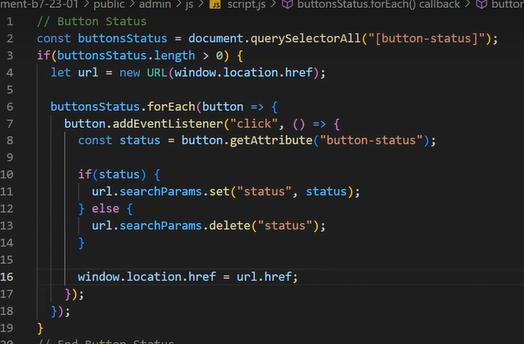 ment-b7-23-01 > public > admin > js > JS script.js > buttonsStatus.forEach() callback > button
1 // Button Status
2 const buttonsStatus = document.querySelectorAll("[button-status]");
3 if(buttonsStatus.length > 0) {
4 let url = new URL(window.location.href);
5
6 buttonsStatus.forEach(button => {
7 button.addEventListener("click", () => {
8 const status = button.getAttribute("button-status");
9
10 if(status) {
11 url.searchParams.set("status", status);
12 } else {
13 url.searchParams.delete("status");
14 }
15
16 window.location.href = url.href;
17 });
18 });
19 }
20 // End Button Status